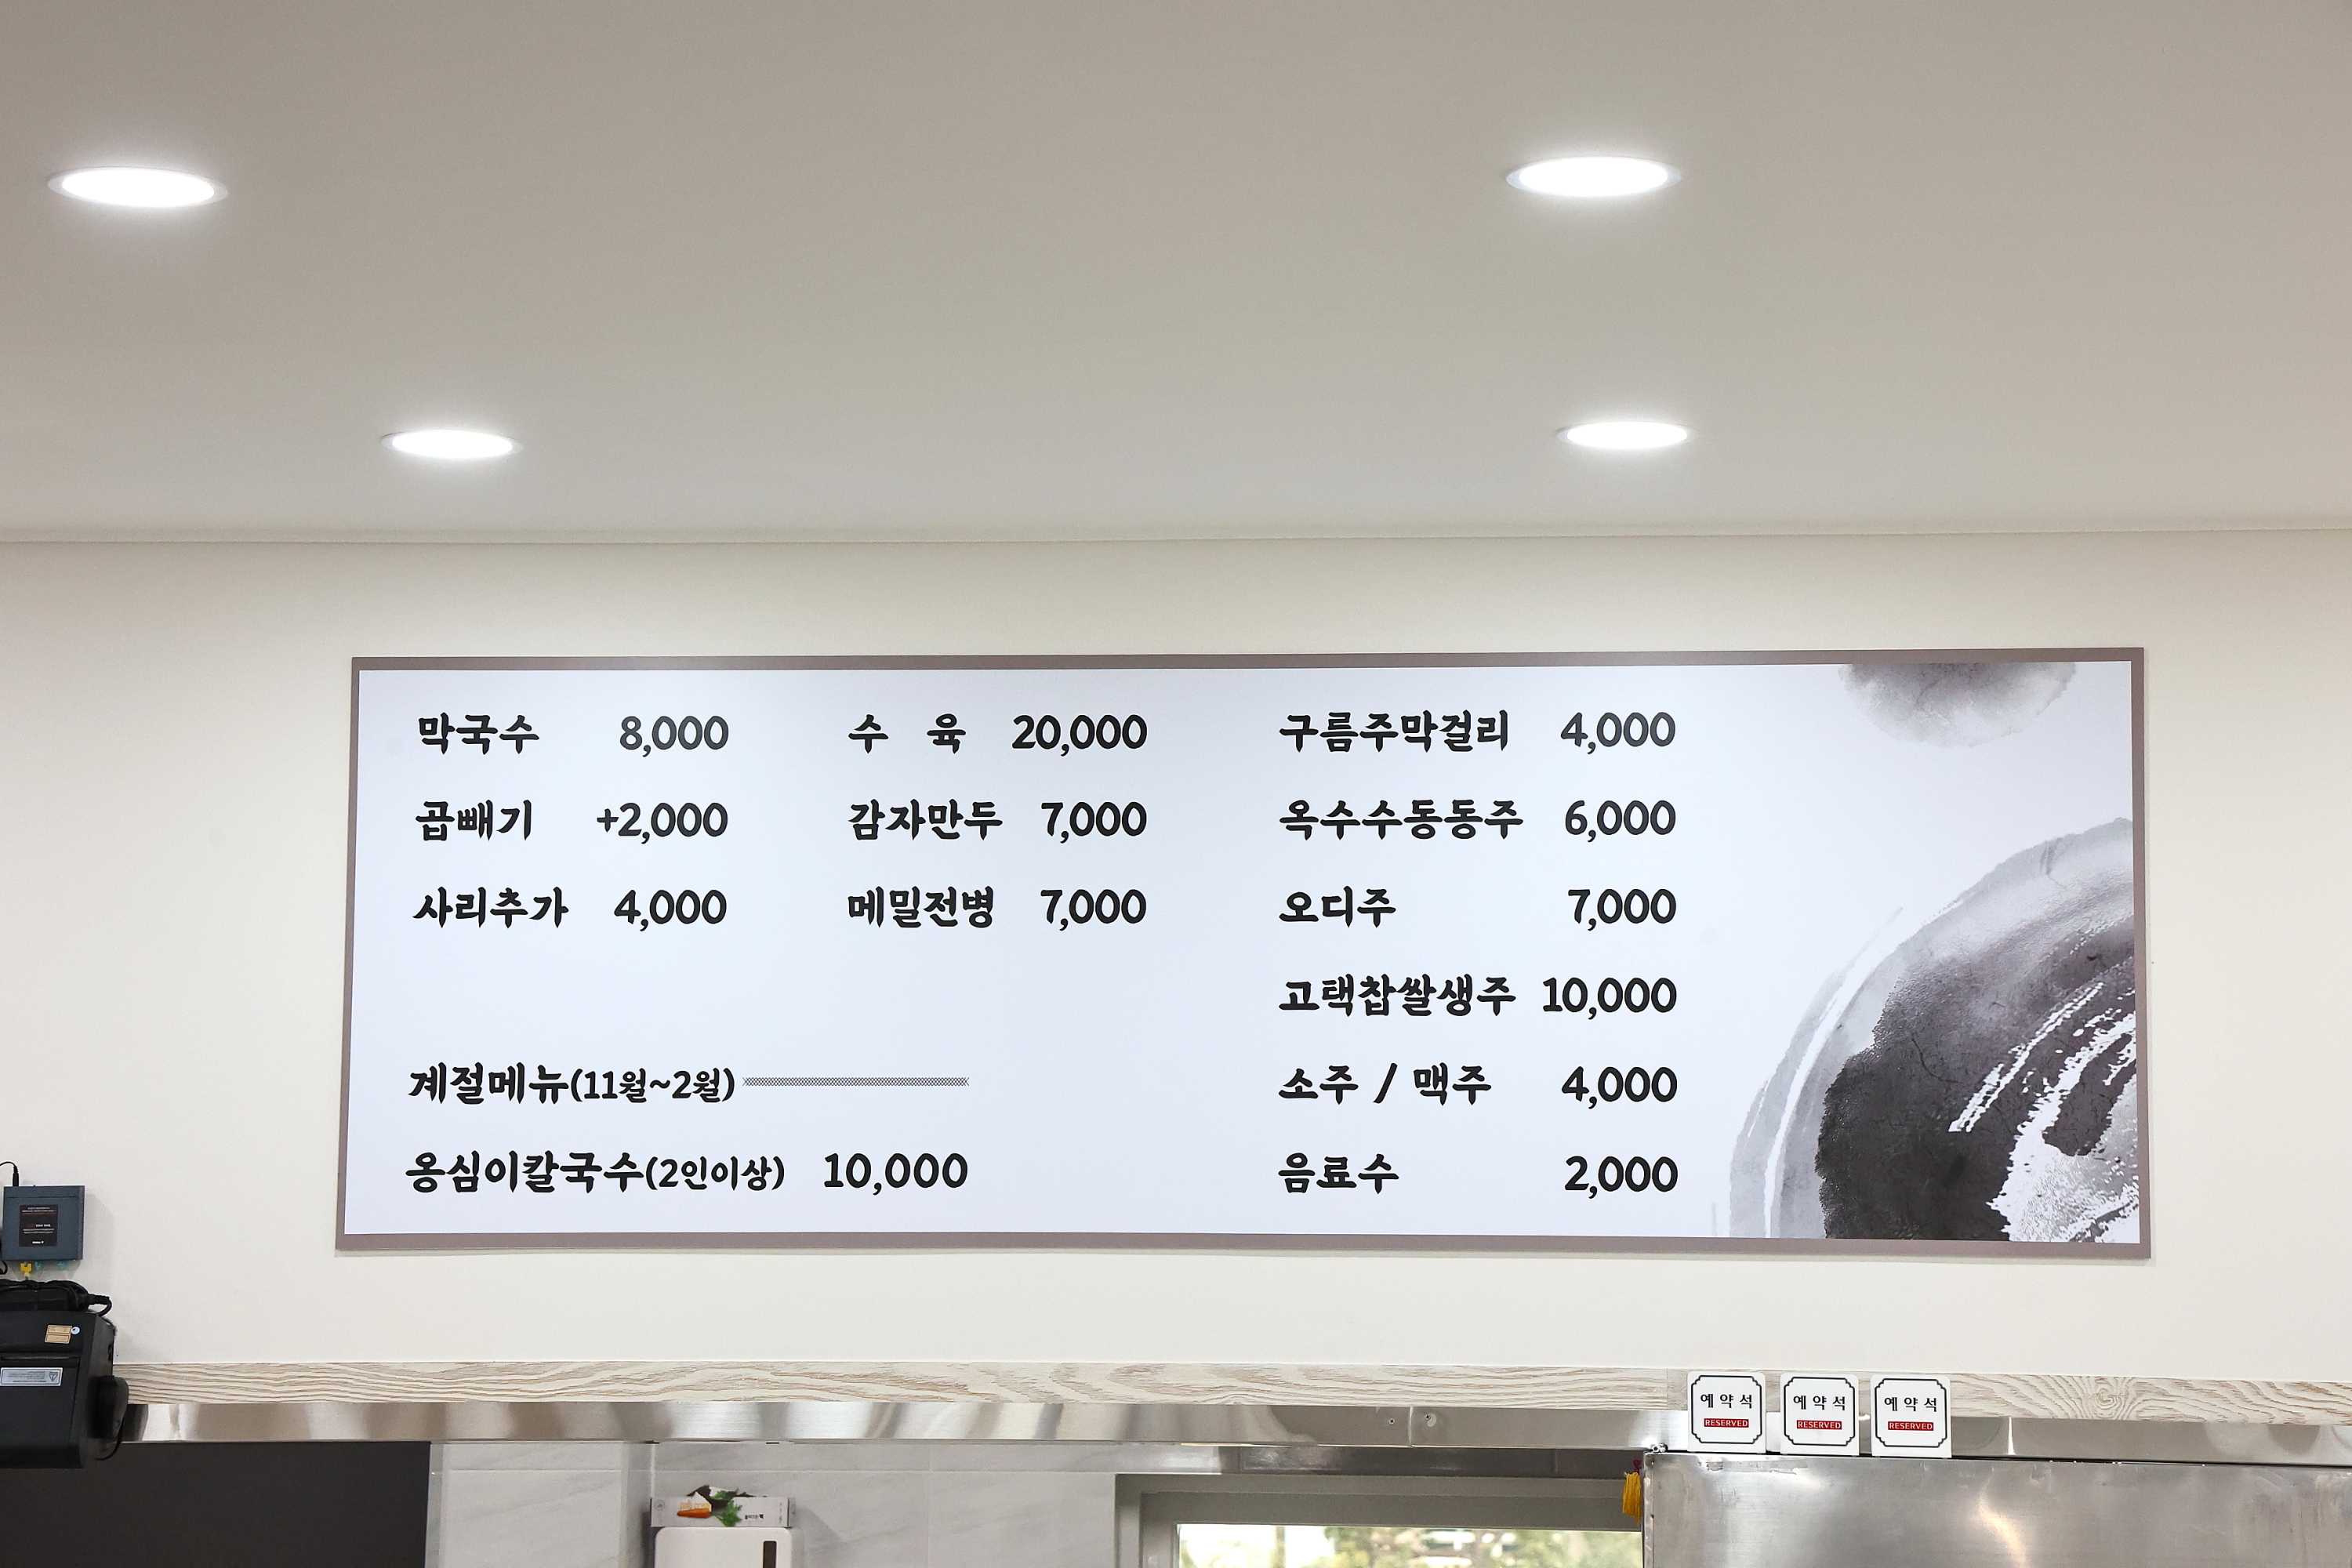 막국수 8,000
곱빼기 +2,000
사리추가 4,000
계절메뉴(11월~2월)
옹심이칼국수(2인이상) 10,000
수 육 20,000
감자만두 7,000
메밀전병 7,000
구름주막걸리 4,000
옥수수동동주 6,000
오디주 7,000
고택찹쌀생주 10,000
소주 / 맥주 4,000
음료수 2,000
예약석
RESERVED
예약석
RESERVED
예약석
RESERVED